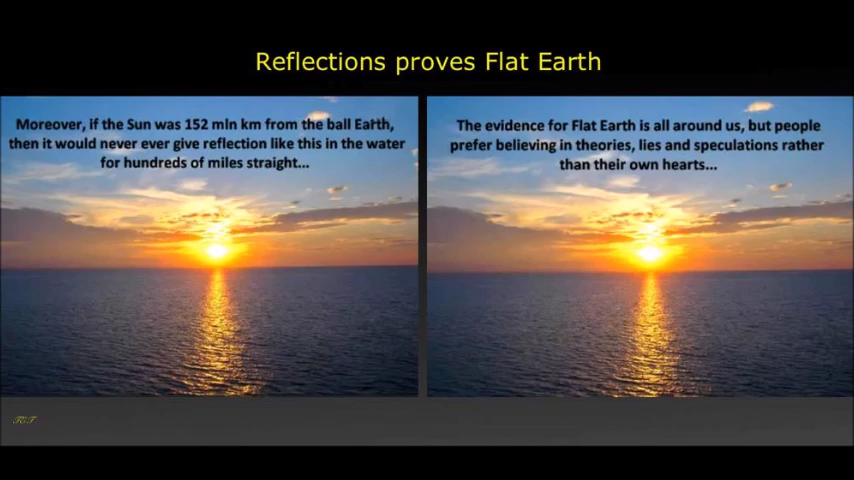 Reflections proves Flat Earth
Moreover, if the Sun was 152 mln km from the ball Earth,
then it would never ever give reflection like this in the water
for hundreds of miles straight...
The evidence for Flat Earth is all around us, but people
prefer believing in theories, lies and speculations rather
than their own hearts...